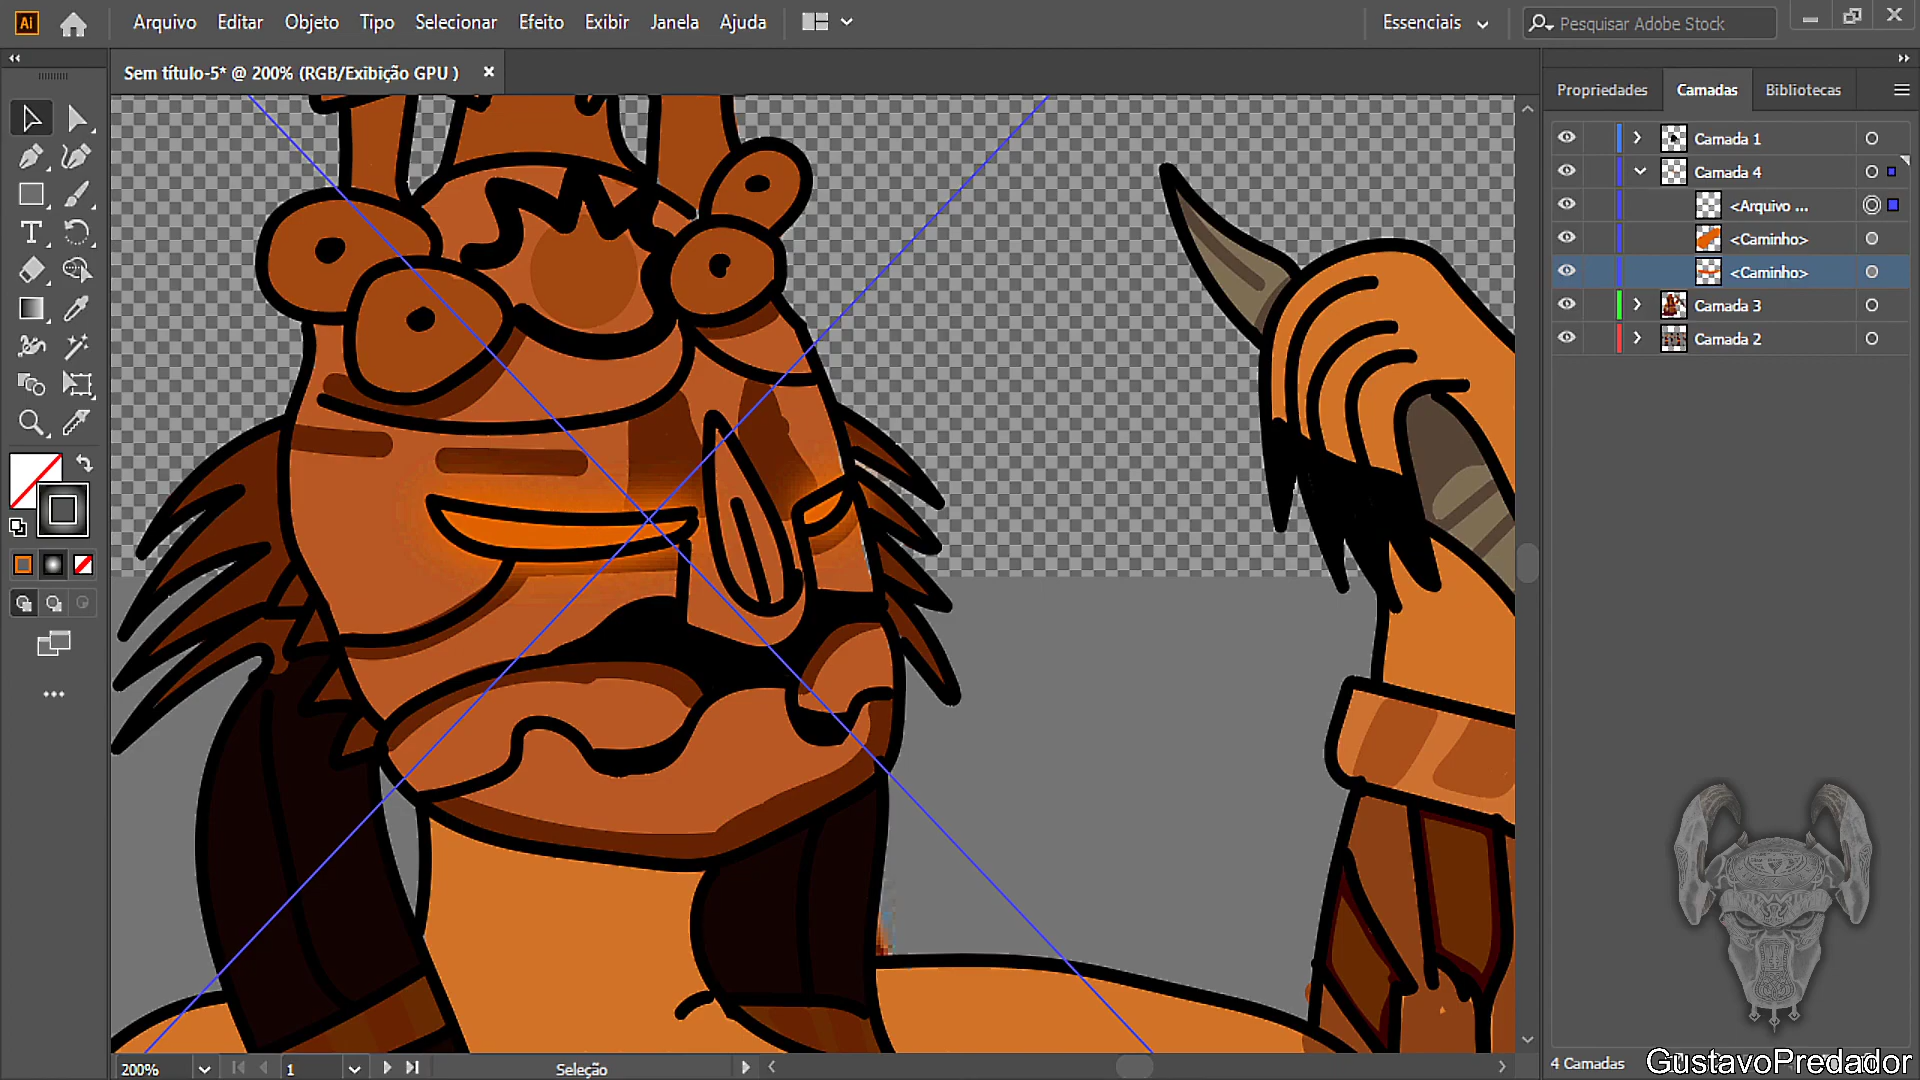 Ai Arquivo Editar Objeto Tipo Selecionar Efeito Exibir Janela Ajuda Essenciais Pesquisar Adobe Stock
Sem título-5* @ 200% (RGB/Exibição GPU ) ×
Propriedades Camadas Bibliotecas
Camada 1
Camada 4
<Arquivo ...
<Caminho>
<Caminho>
Camada 3
Camada 2
200% 1 Seleção 4 Camadas
GustavoPredador